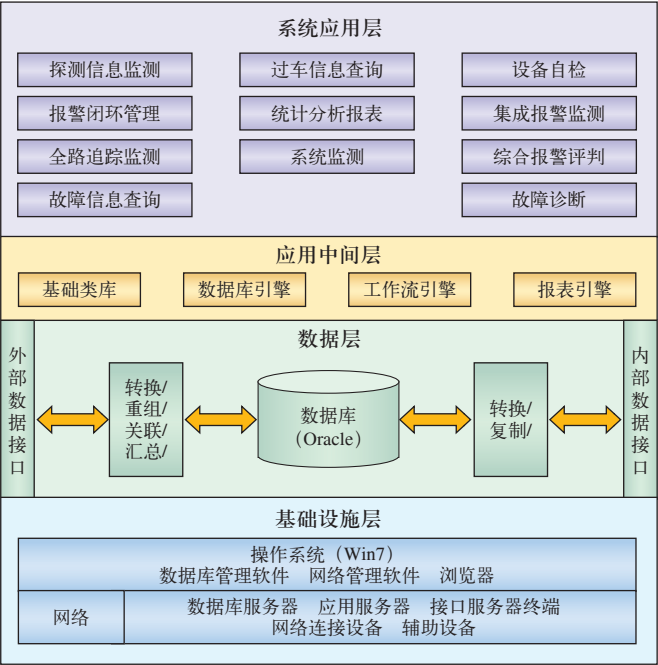 系统应用层
探测信息监测
过车信息查询
设备自检
报警闭环管理
统计分析报表
集成报警监测
全路追踪监测
系统监测
综合报警评判
故障信息查询
故障诊断
应用中间层
基础类库
数据库引擎
工作流引擎
报表引擎
数据层
外部数据接口
转换/
重组/
关联/
汇总/
数据库
（Oracle）
转换/
复制/
内部数据接口
基础设施层
操作系统（Win7）
数据库管理软件 网络管理软件 浏览器
网络
数据库服务器 应用服务器 接口服务器终端
网络连接设备 辅助设备